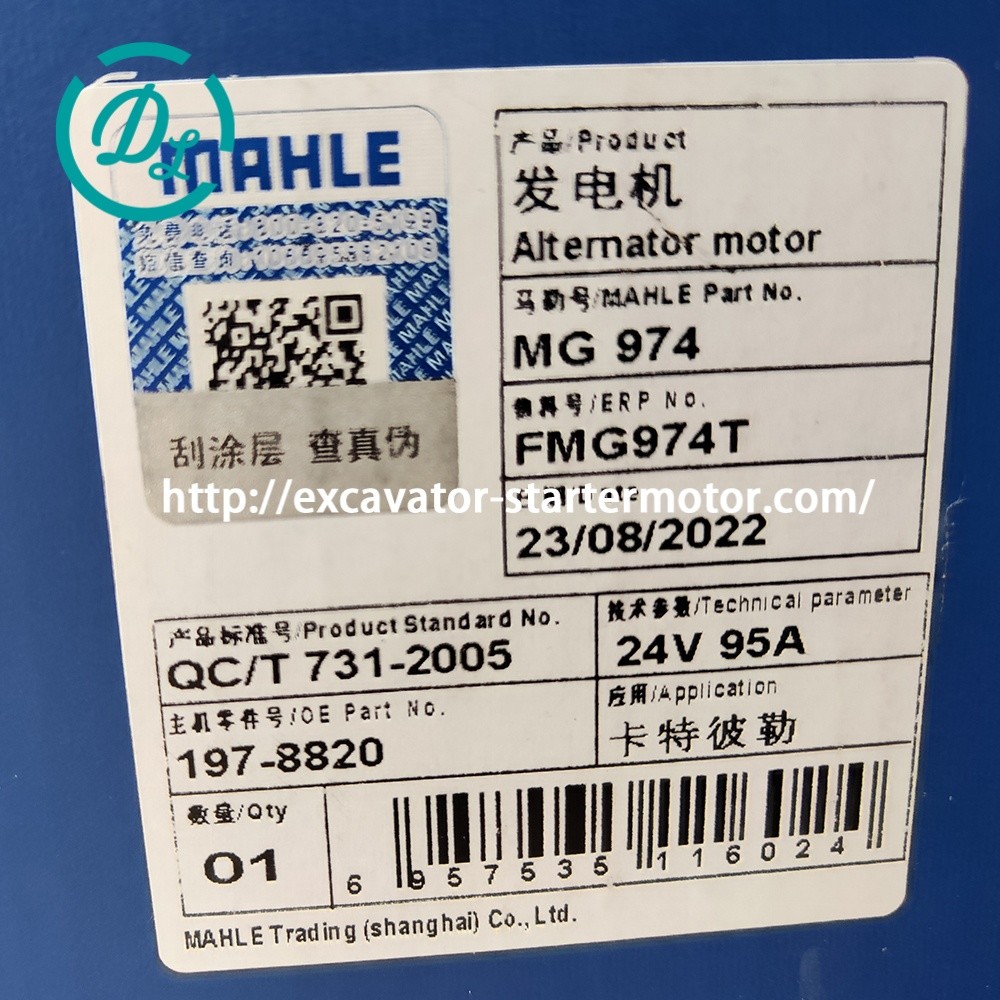 DL
MAHLE
刮涂层 查真伪
产品/Product
发电机
Alternator motor
马勒号/MAHLE Part No.
MG 974
物料号/ERP No.
FMG974T
http://excavator-startermotor.com/
23/08/2022
产品标准号/Product Standard No.
QC/T 731-2005
技术参数/Technical parameter
24V 95A
主机零件号/OE Part No.
197-8820
应用/Application
卡特彼勒
数量/Qty
01
6 957535 116024
MAHLE Trading (shanghai) Co., Ltd.